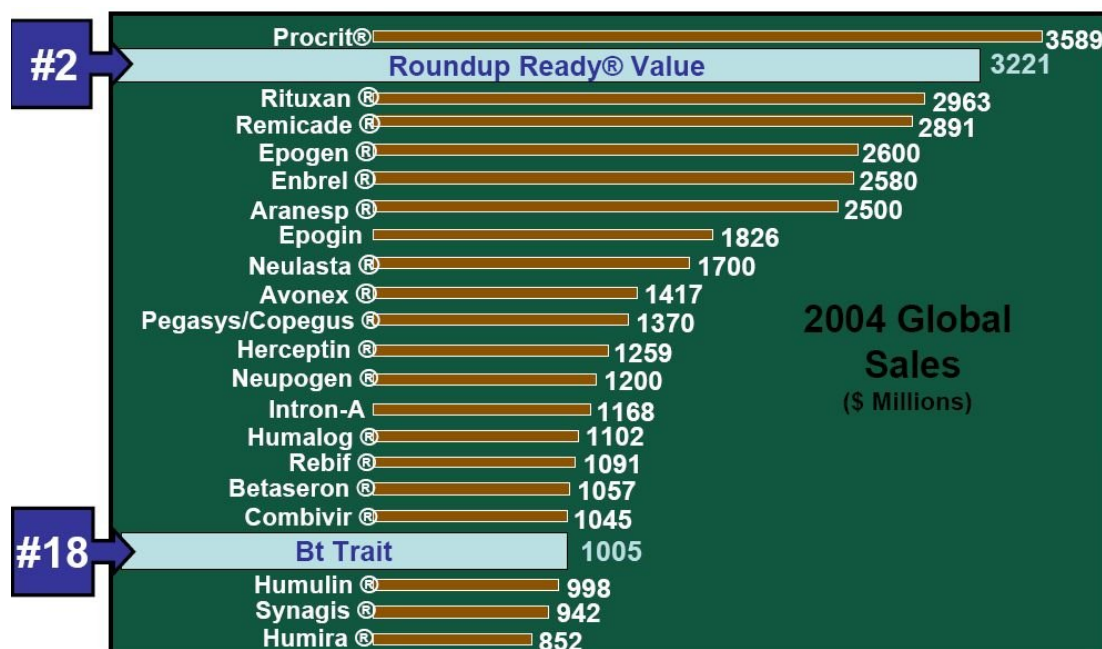 Procrit® 3589
#2 Roundup Ready® Value 3221
Rituxan ® 2963
Remicade ® 2891
Epogen ® 2600
Enbrel ® 2580
Aranesp ® 2500
Epogin 1826
Neulasta ® 1700
Avonex ® 1417
Pegasys/Copegus ® 1370
Herceptin ® 1259
Neupogen ® 1200
Intron-A 1168
Humalog ® 1102
Rebif ® 1091
Betaseron ® 1057
Combivir ® 1045
#18 Bt Trait 1005
Humulin ® 998
Synagis ® 942
Humira ® 852
2004 Global
Sales
($ Millions)